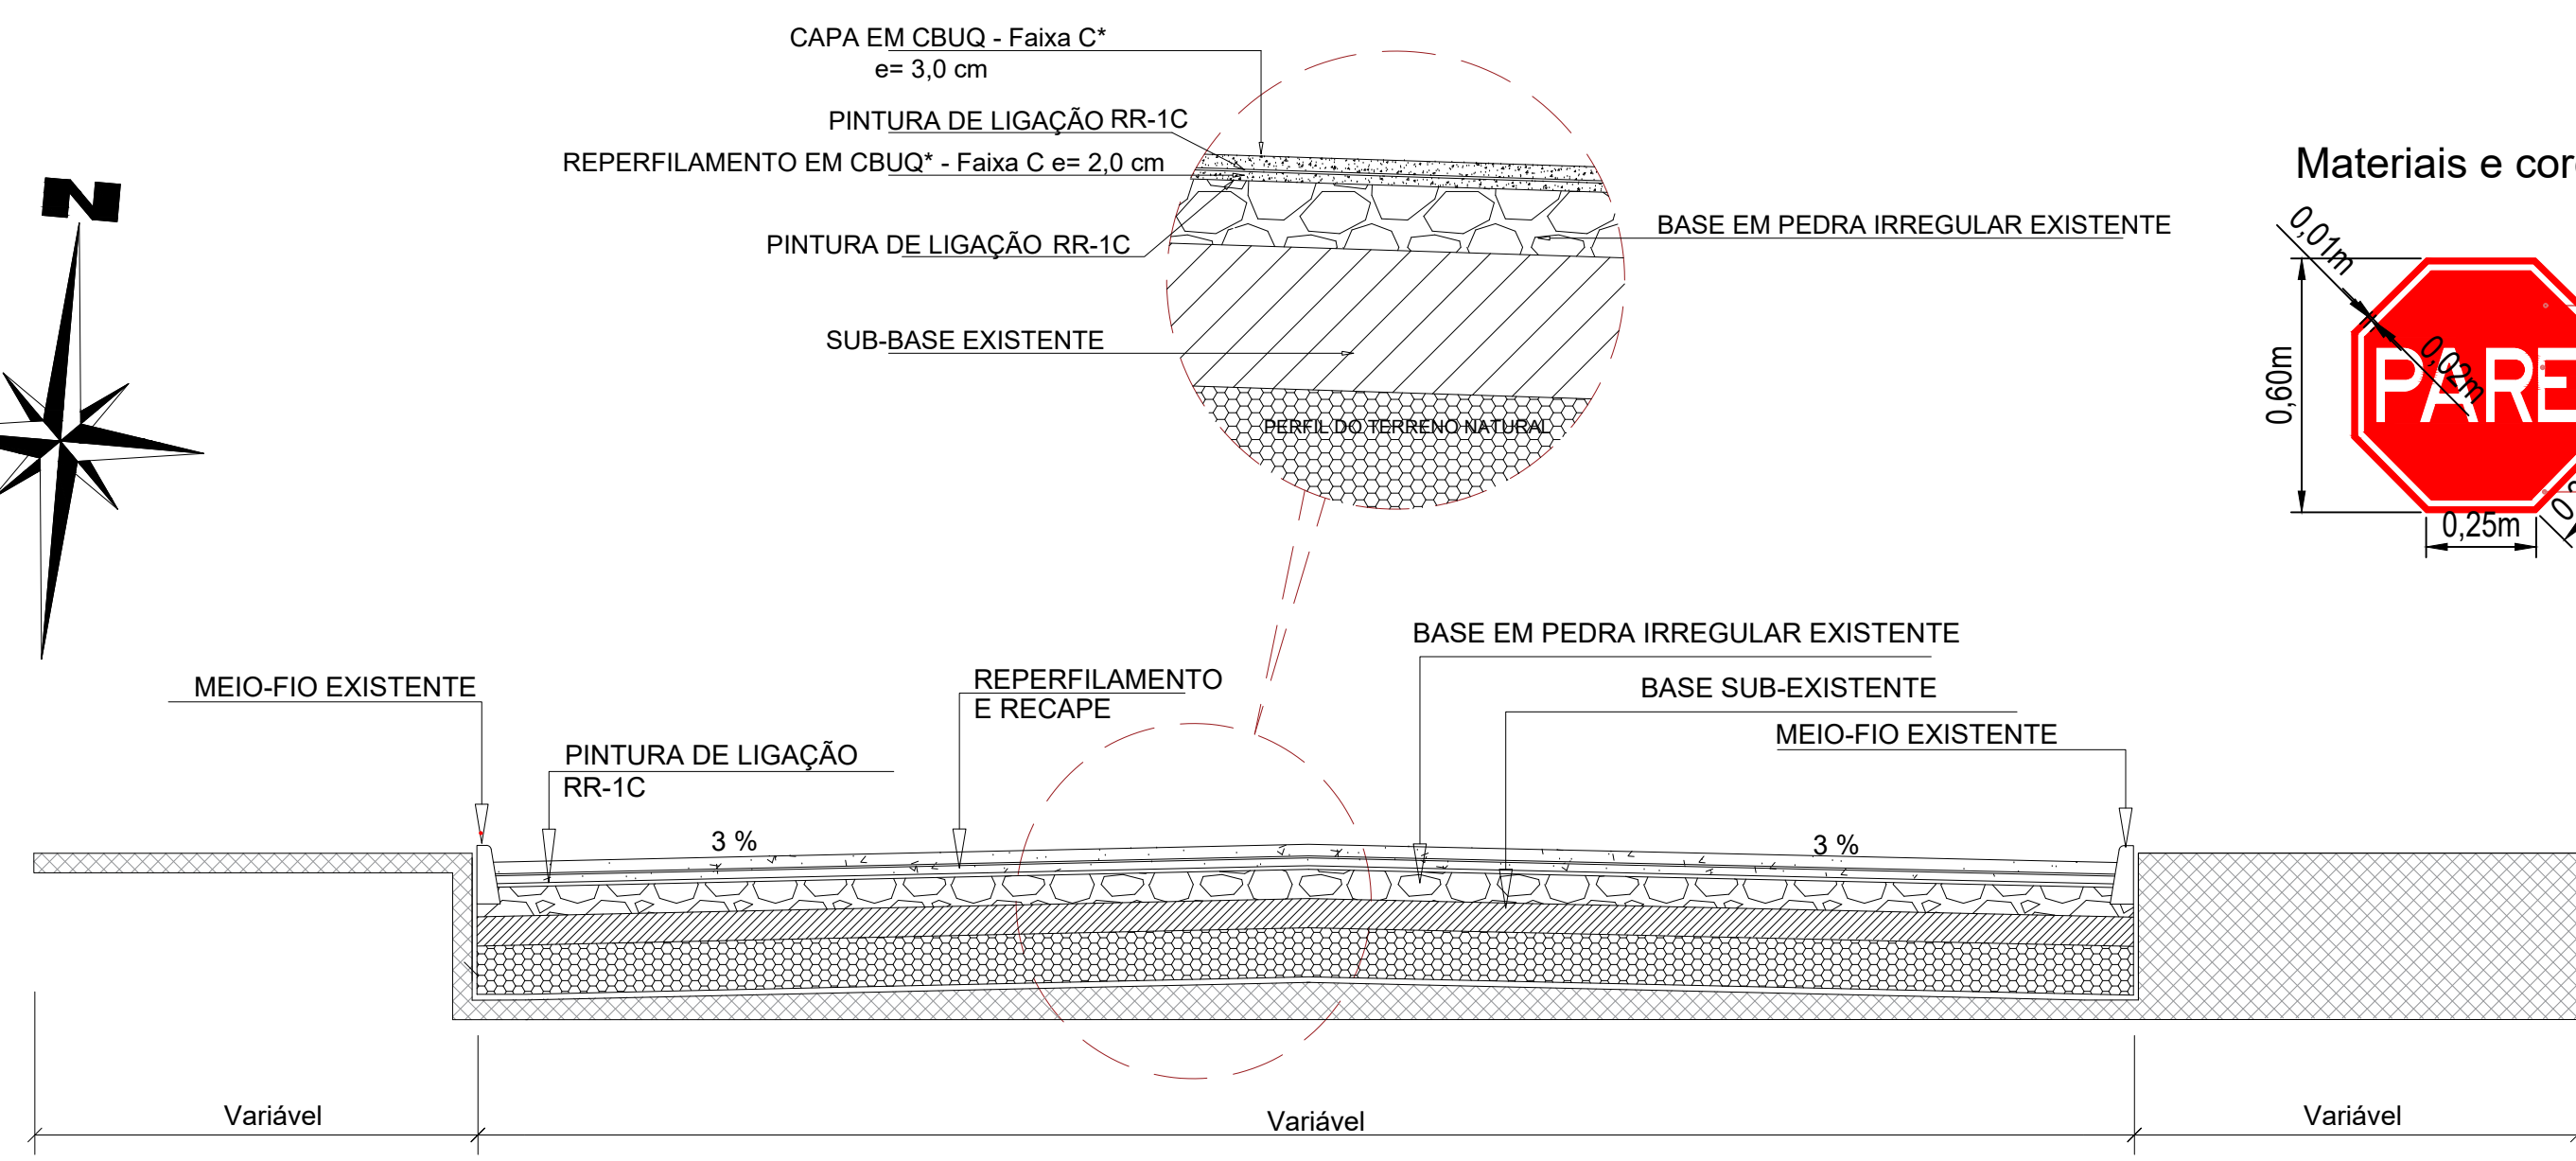 CAPA EM CBUQ - Faixa C*
e= 3,0 cm
PINTURA DE LIGAÇÃO RR-1C
REPERFILAMENTO EM CBUQ* - Faixa C e= 2,0 cm
PINTURA DE LIGAÇÃO RR-1C
BASE EM PEDRA IRREGULAR EXISTENTE
SUB-BASE EXISTENTE
PERFIL DO TERRENO NATURAL
N
Materiais e
0,01m
0,02m
0,60m
PARE
0,25m
BASE EM PEDRA IRREGULAR EXISTENTE
BASE SUB-EXISTENTE
MEIO-FIO EXISTENTE
MEIO-FIO EXISTENTE
REPERFILAMENTO
E RECAPE
PINTURA DE LIGAÇÃO
RR-1C
3 %
3 %
Variável
Variável
Variável